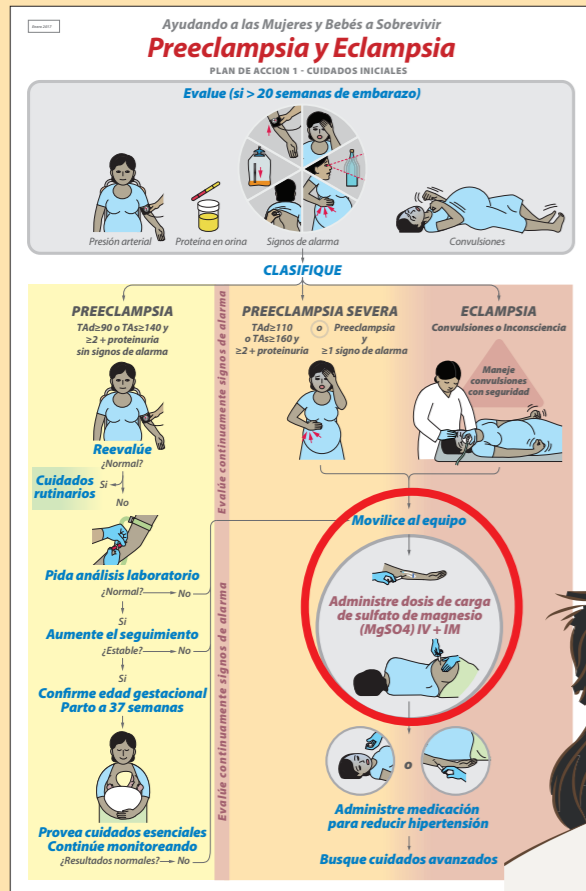 Enero 2017
Ayudando a las Mujeres y Bebés a Sobrevivir
Preeclampsia y Eclampsia
PLAN DE ACCION 1 - CUIDADOS INICIALES
Evalue (si > 20 semanas de embarazo)
Presión arterial
Proteína en orina
Signos de alarma
Convulsiones
CLASIFIQUE
PREECLAMPSIA
TAd≥90 o TAs≥140 y
≥2 + proteinuria
sin signos de alarma
Reevalúe
¿Normal?
Si
Cuidados
rutinarios
No
Pida análisis laboratorio
¿Normal?
No
Si
Aumente el seguimiento
¿Estable?
No
Si
Confirme edad gestacional
Parto a 37 semanas
Provea cuidados esenciales
Continúe monitoreando
¿Resultados normales?
No
Evalúe continuamente signos de alarma
Evalúe continuamente signos de alarma
PREECLAMPSIA SEVERA
TAd≥110
o TAs≥160 y
≥2 + proteinuria
o
Preeclampsia
y
≥1 signo de alarma
ECLAMPSIA
Convulsiones o Inconsciencia
Maneje
convulsiones
con seguridad
Movilice al equipo
Administre dosis de carga
de sulfato de magnesio
(MgSO4) IV + IM
o
Administre medicación
para reducir hipertensión
Busque cuidados avanzados